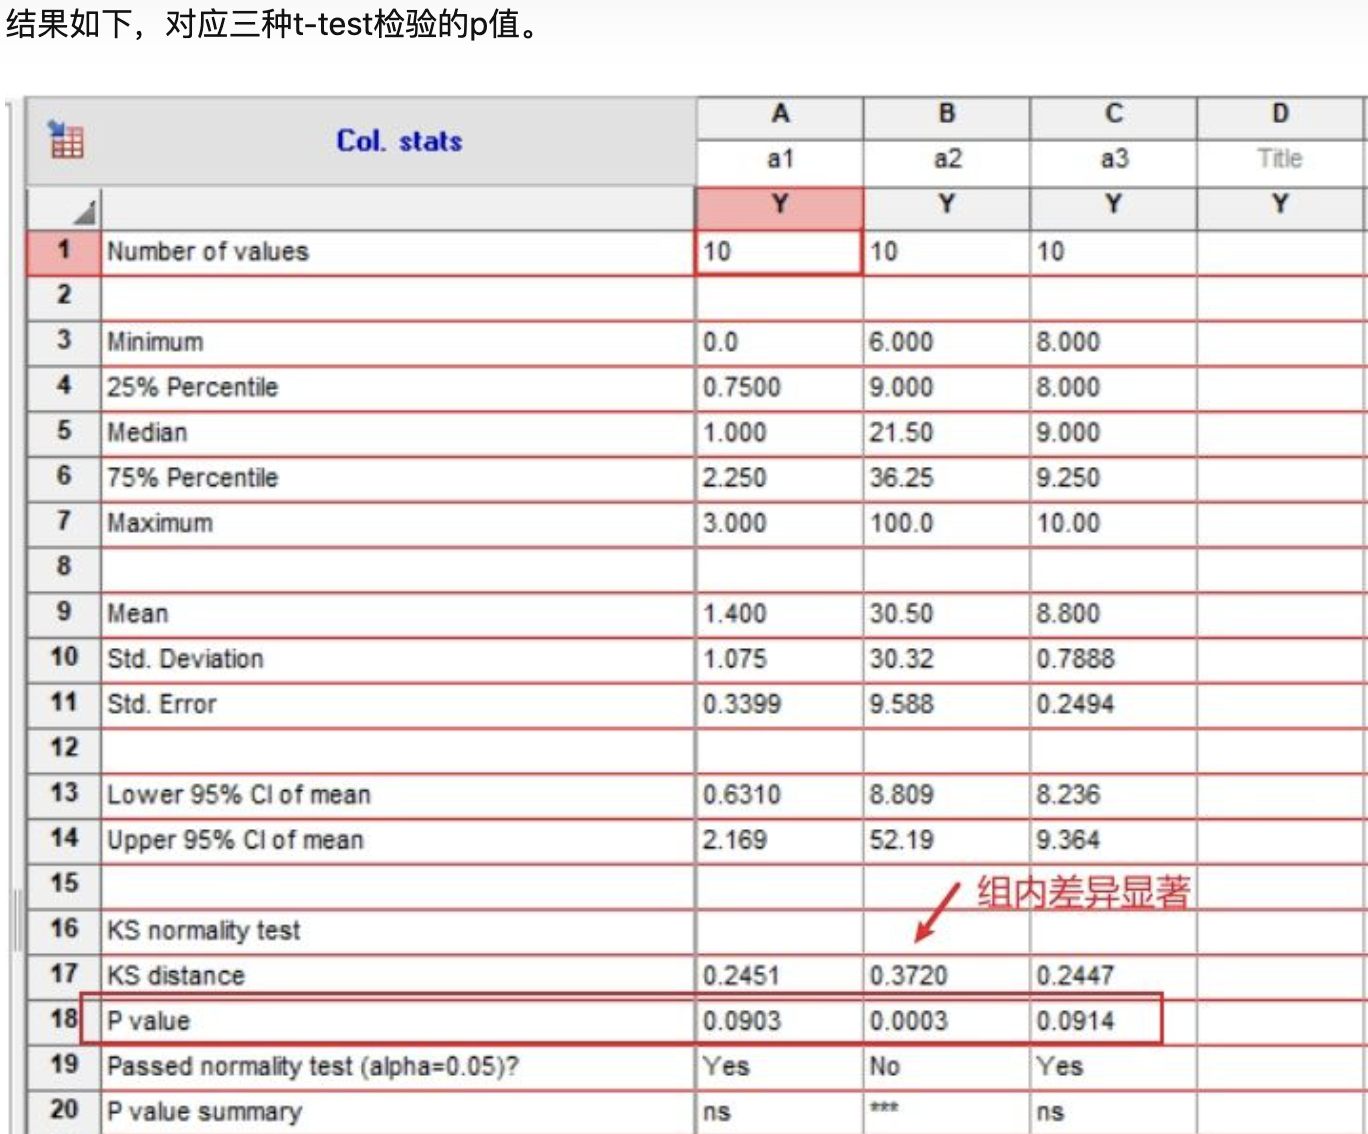 结果如下，对应三种t-test检验的p值。
Col. stats A B C D
a1 a2 a3 Title
Y Y Y Y
1 Number of values 10 10 10
2
3 Minimum 0.0 6.000 8.000
4 25% Percentile 0.7500 9.000 8.000
5 Median 1.000 21.50 9.000
6 75% Percentile 2.250 36.25 9.250
7 Maximum 3.000 100.0 10.00
8
9 Mean 1.400 30.50 8.800
10 Std. Deviation 1.075 30.32 0.7888
11 Std. Error 0.3399 9.588 0.2494
12
13 Lower 95% CI of mean 0.6310 8.809 8.236
14 Upper 95% CI of mean 2.169 52.19 9.364
15
组内差异显著
16 KS normality test
17 KS distance 0.2451 0.3720 0.2447
18 P value 0.0903 0.0003 0.0914
19 Passed normality test (alpha=0.05)? Yes No Yes
20 P value summary ns *** ns